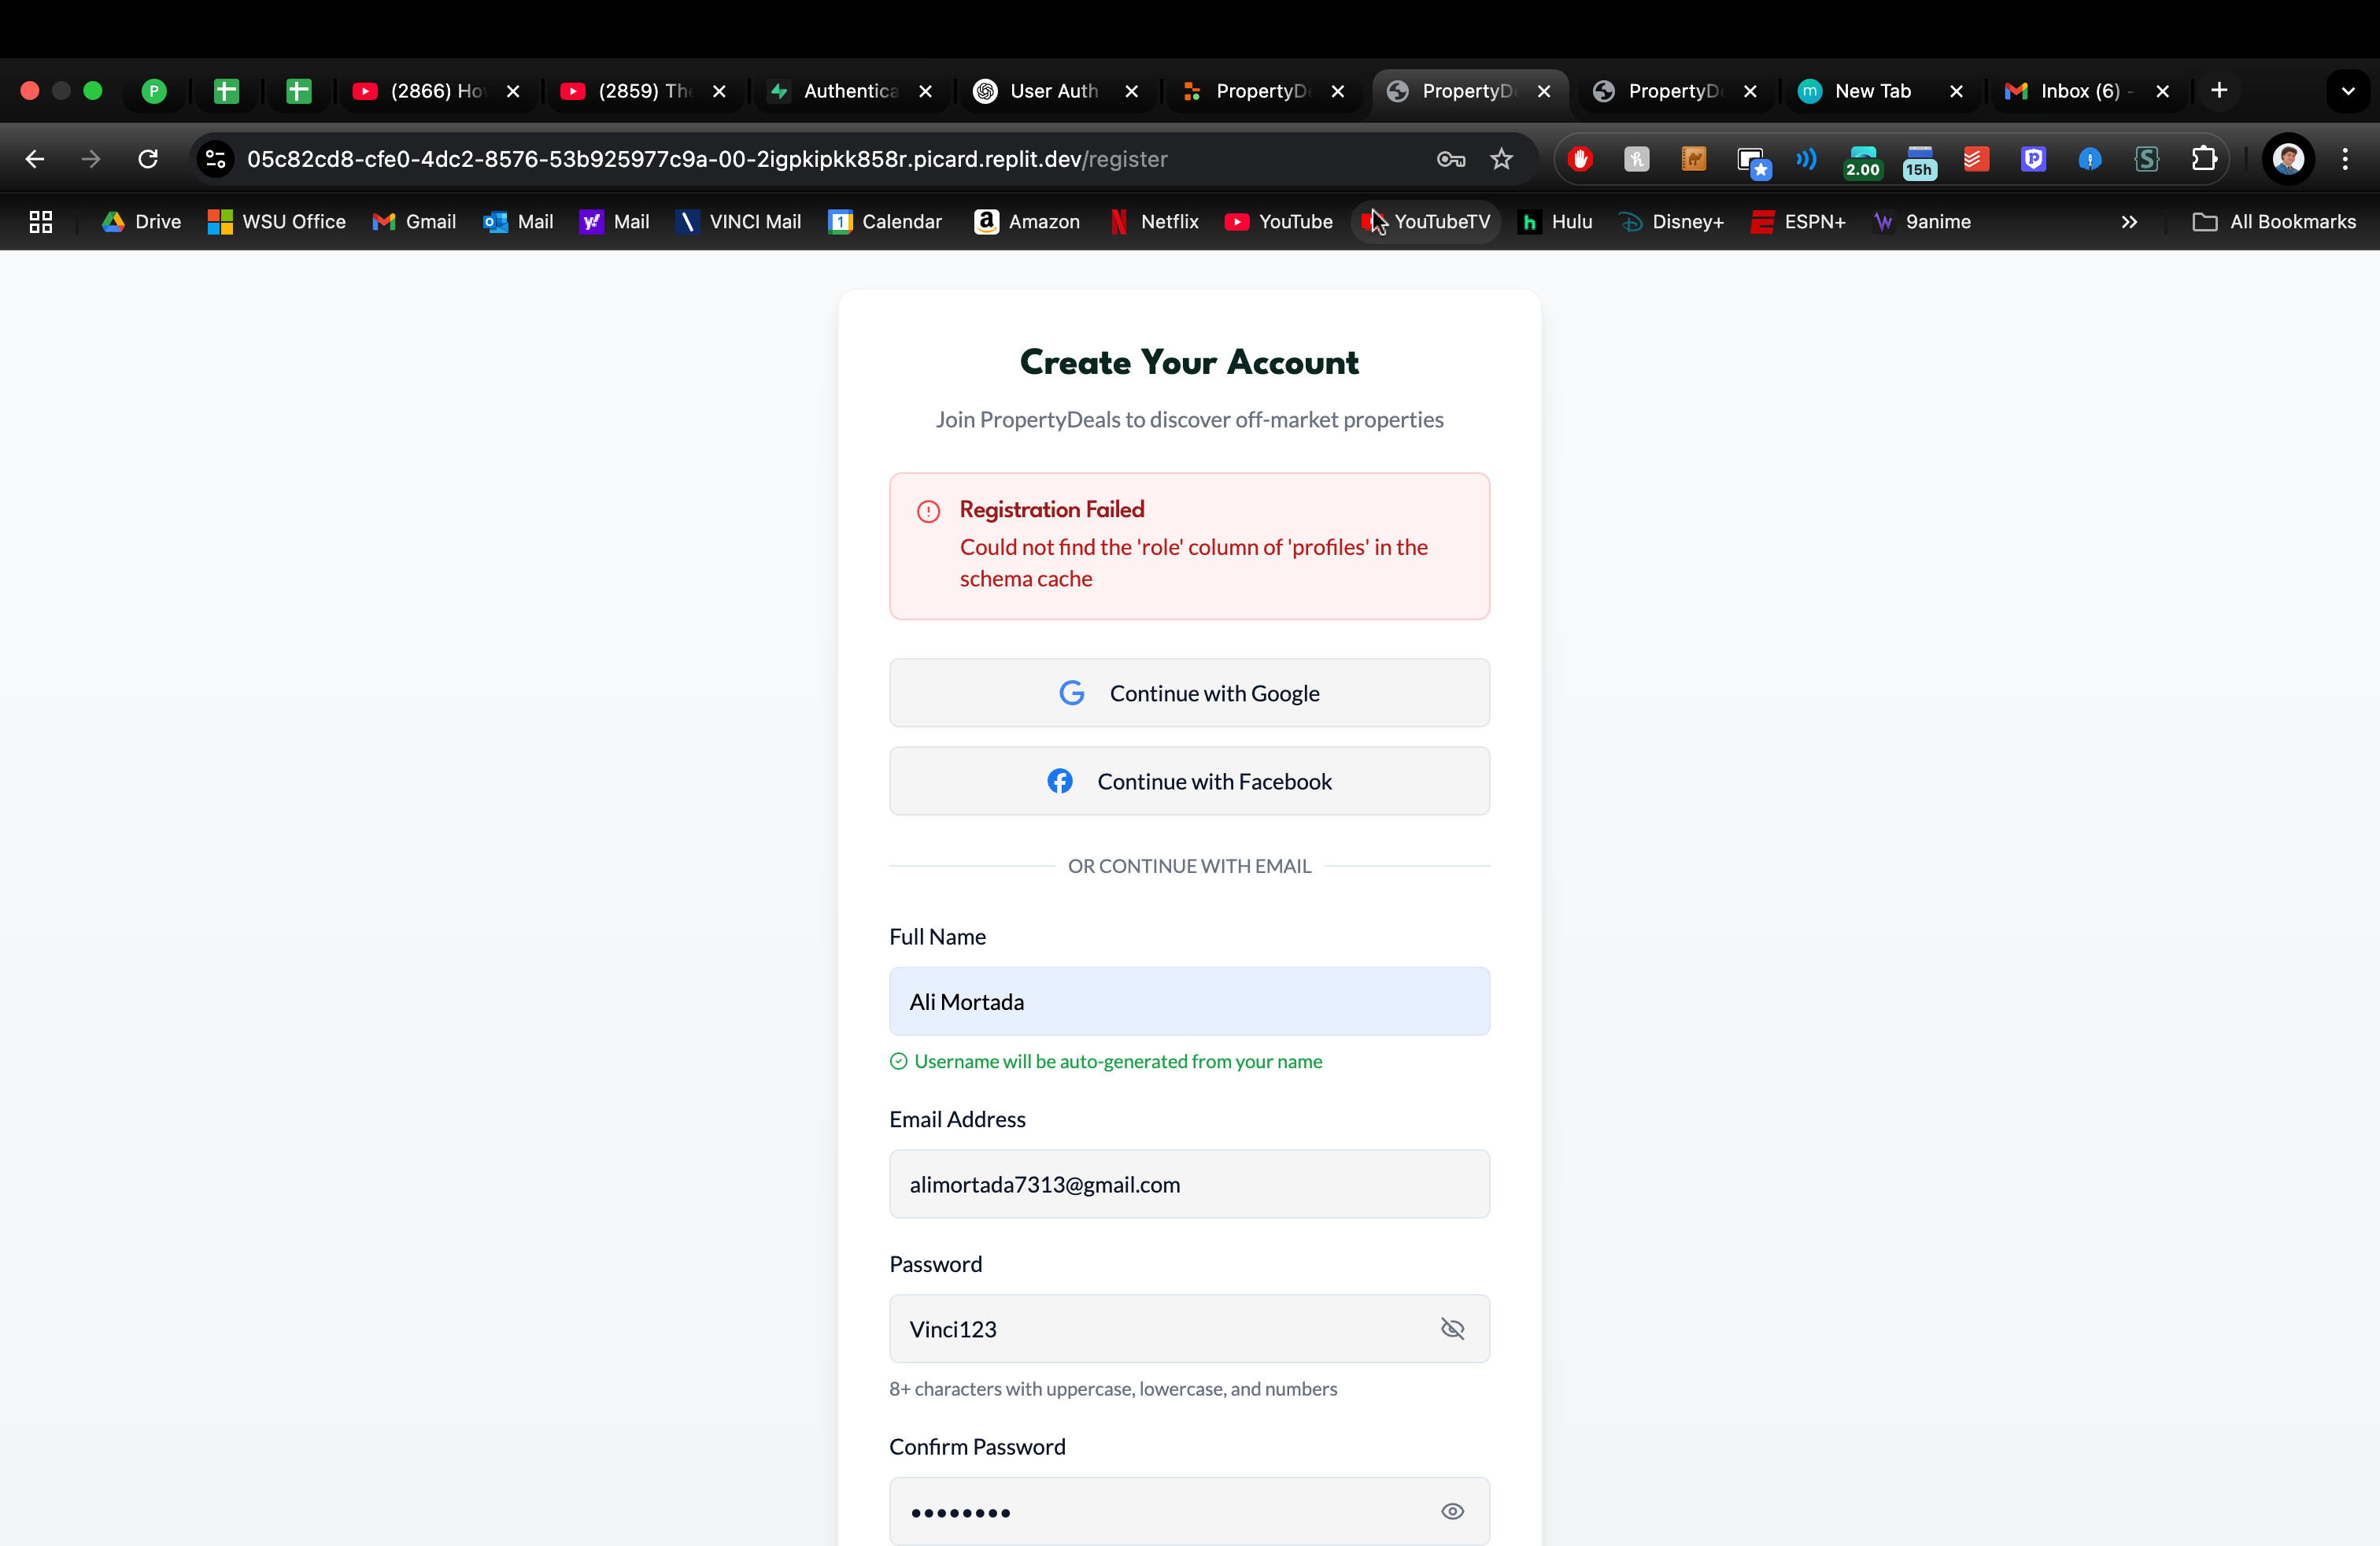 (2866) Ho
(2859) The
Authentica
User Auth
PropertyD
PropertyD
PropertyD
New Tab
Inbox (6) -
05c82cd8-cfe0-4dc2-8576-53b925977c9a-00-2igpkipkk858r.picard.replit.dev/register
2.00
15h
Drive
WSU Office
Gmail
Mail
Mail
VINCI Mail
Calendar
Amazon
Netflix
YouTube
YouTubeTV
Hulu
Disney+
ESPN+
9anime
All Bookmarks
Create Your Account
Join PropertyDeals to discover off-market properties
Registration Failed
Could not find the 'role' column of 'profiles' in the
schema cache
Continue with Google
Continue with Facebook
OR CONTINUE WITH EMAIL
Full Name
Ali Mortada
Username will be auto-generated from your name
Email Address
alimortada7313@gmail.com
Password
Vinci123
8+ characters with uppercase, lowercase, and numbers
Confirm Password